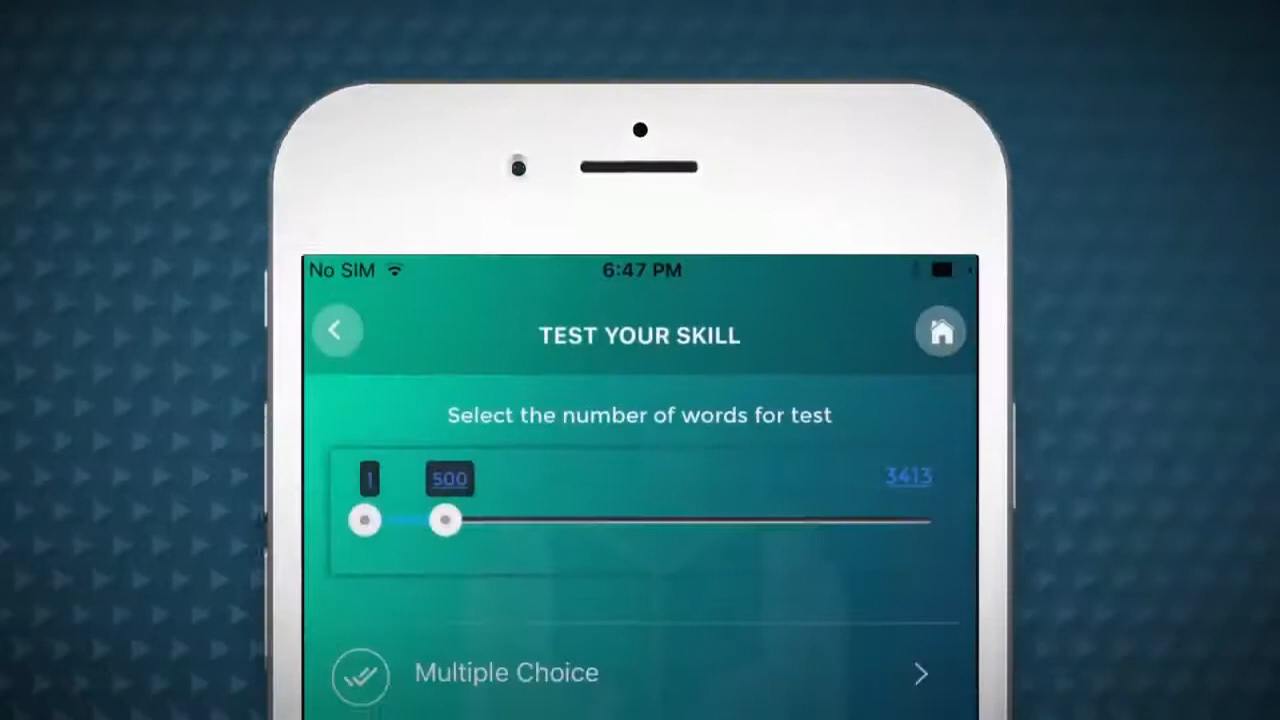 No SIM 6:47 PM
TEST YOUR SKILL
Select the number of words for test
1 500 3413
Multiple Choice